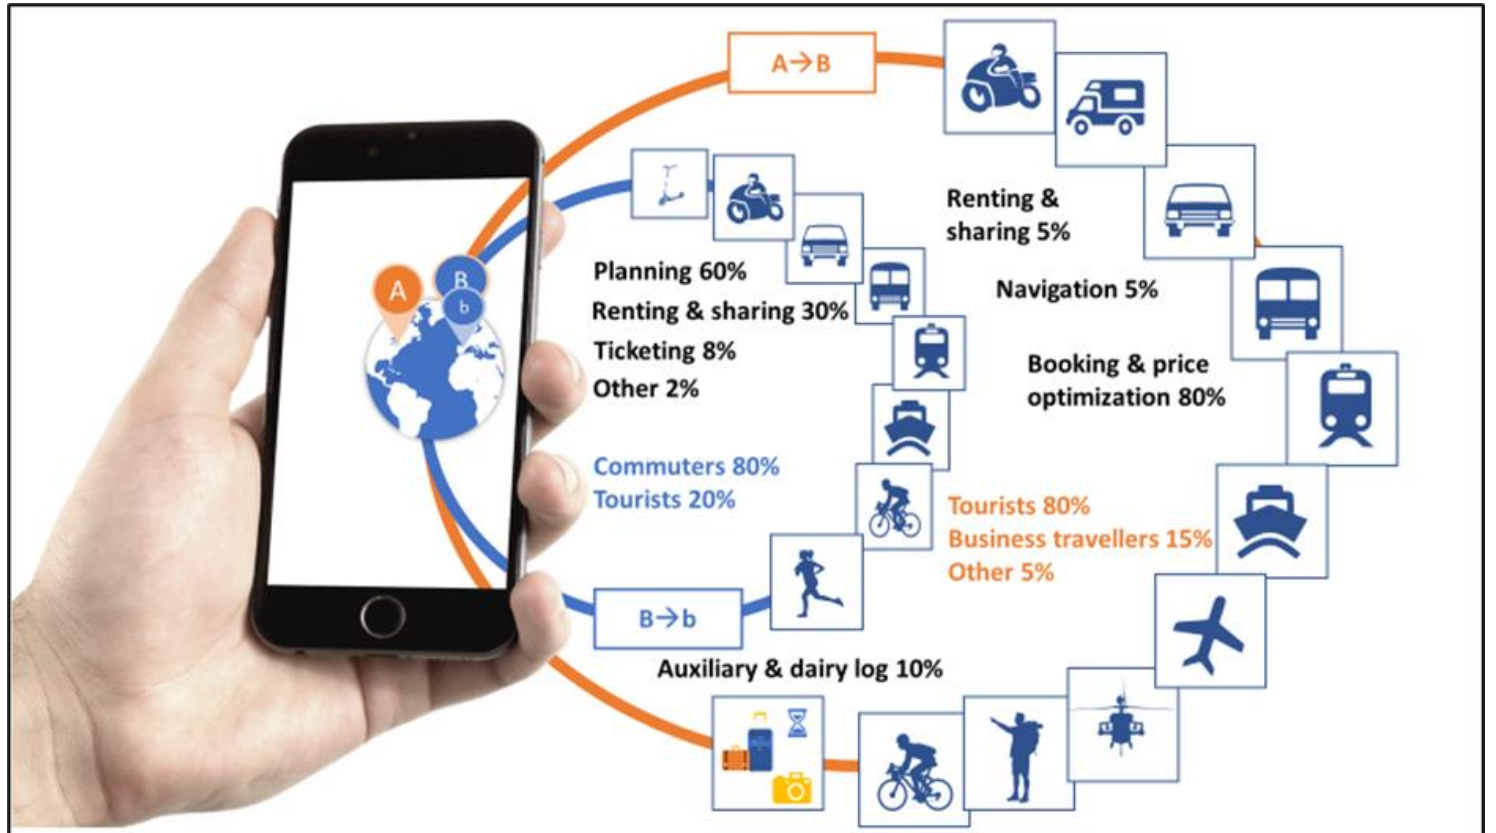 A→B
Renting &
sharing 5%
Planning 60%
Navigation 5%
Renting & sharing 30%
Ticketing 8%
Other 2%
Booking & price
optimization 80%
A
B
b
Commuters 80%
Tourists 20%
Tourists 80%
Business travellers 15%
Other 5%
B→b
Auxiliary & dairy log 10%